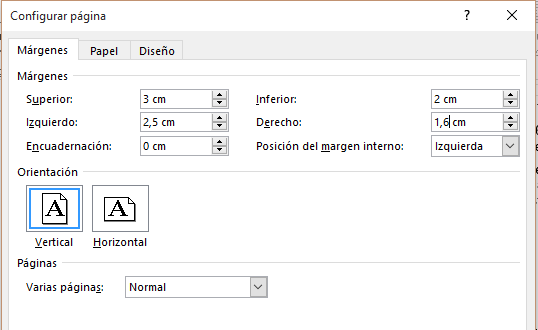 Configurar página
Márgenes Papel Diseño
Márgenes
Superior: 3 cm Inferior: 2 cm
Izquierdo: 2,5 cm Derecho: 1,6 cm
Encuadernación: 0 cm Posición del margen interno: Izquierda
Orientación
A A
Vertical Horizontal
Páginas
Varias páginas: Normal